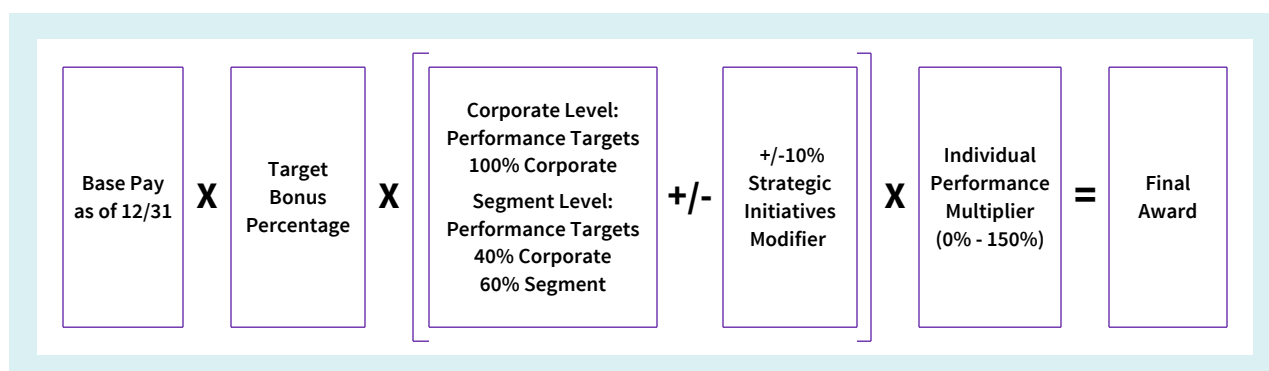 Base Pay
as of 12/31
X
Target
Bonus
Percentage
X
Corporate Level:
Performance Targets
100% Corporate
Segment Level:
Performance Targets
40% Corporate
60% Segment
+/-
+/-10%
Strategic
Initiatives
Modifier
X
Individual
Performance
Multiplier
(0% - 150%)
=
Final
Award